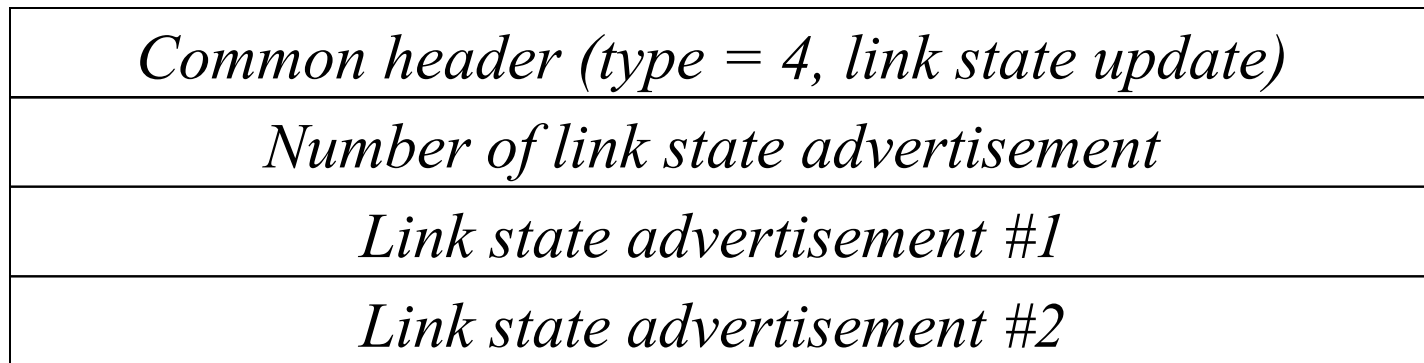 Common header (type = 4, link state update)
Number of link state advertisement
Link state advertisement #1
Link state advertisement #2